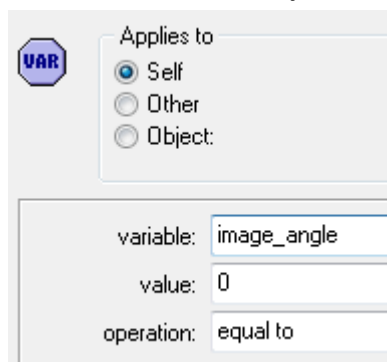 VAR
Applies to
Self
Other
Object:
variable: image_angle
value: 0
operation: equal to